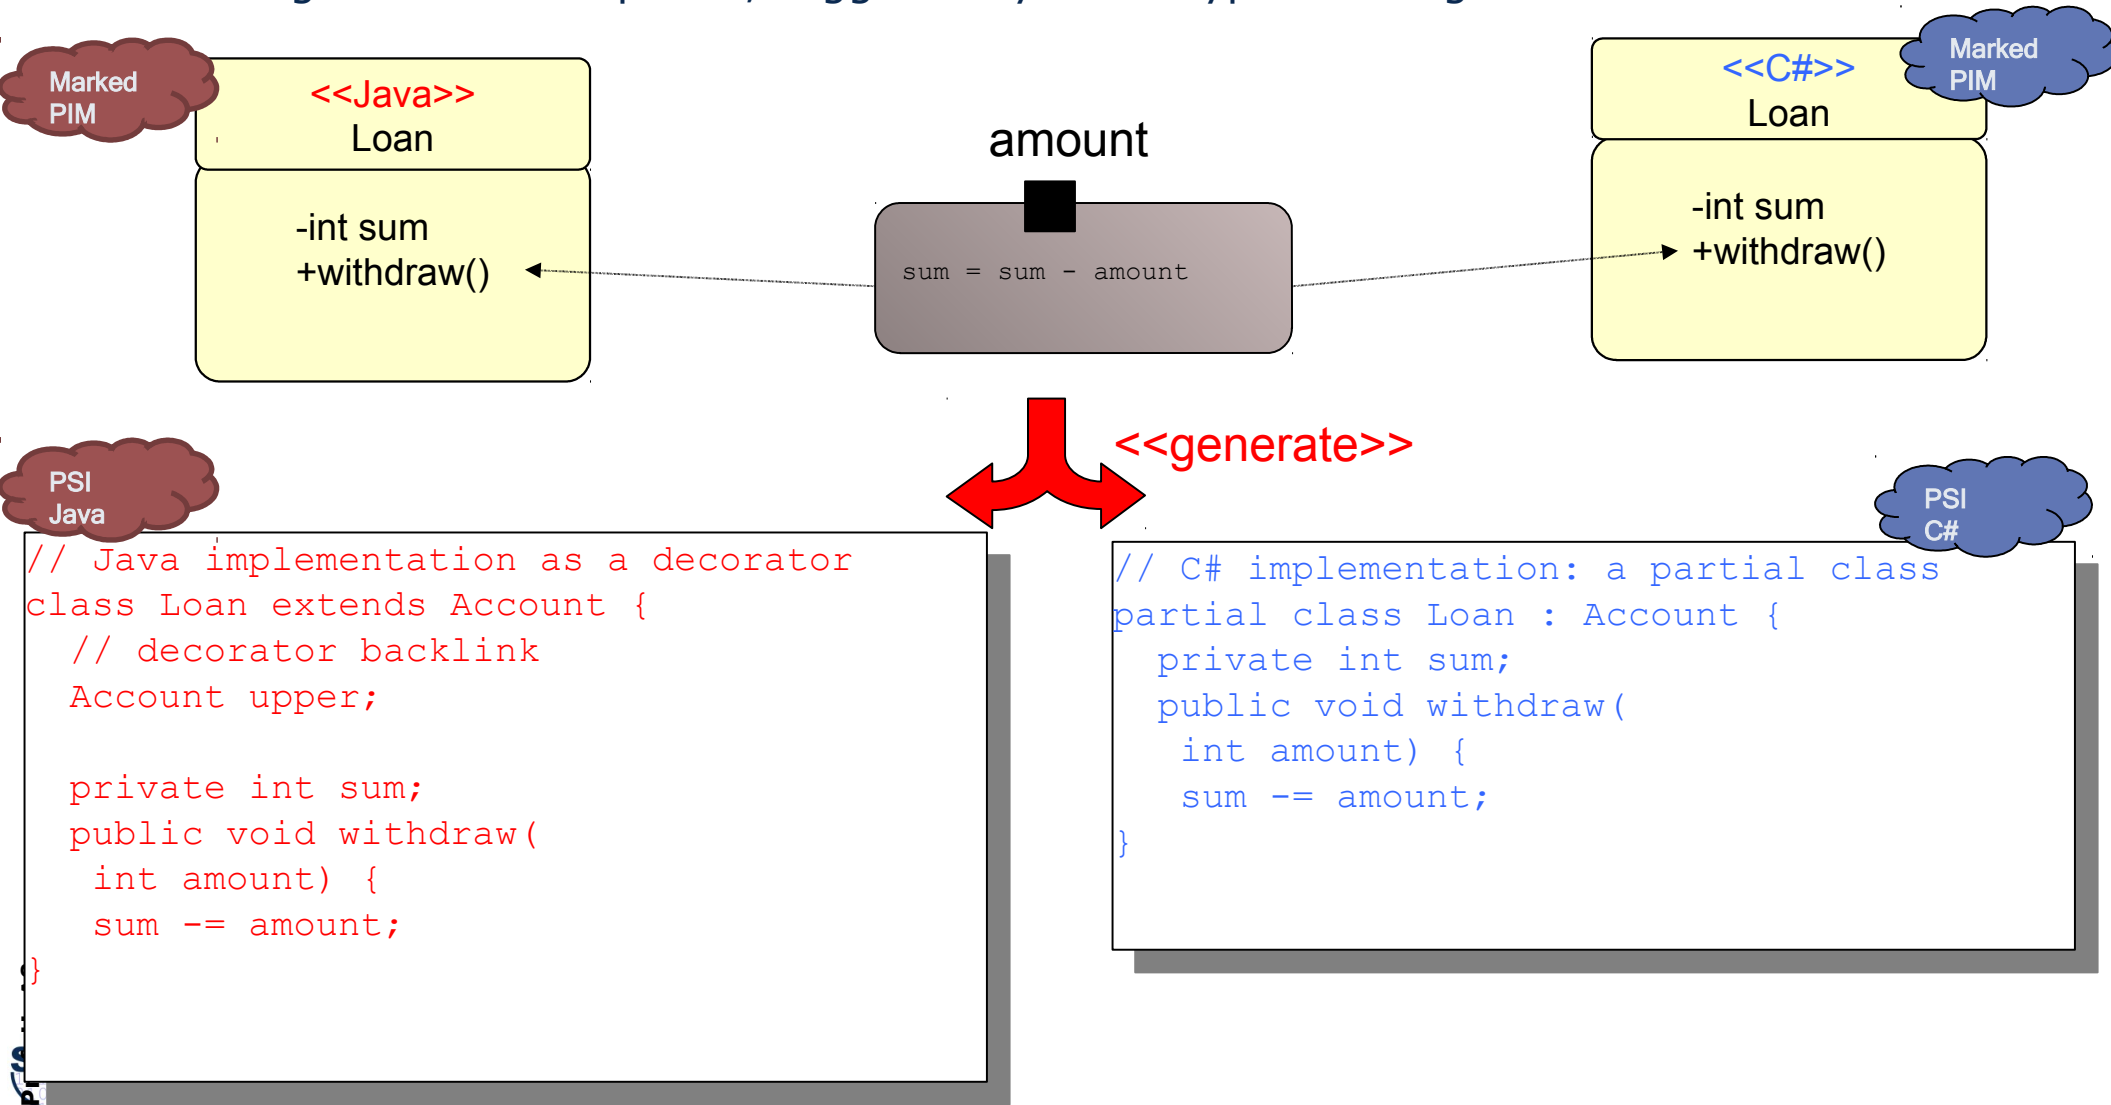 Marked
PIM
<<Java>>
Loan
-int sum
+withdraw()
amount
sum = sum - amount
<<C#>>
Loan
Marked
PIM
-int sum
+withdraw()
<<generate>>
PSI
Java
// Java implementation as a decorator
class Loan extends Account {
// decorator backlink
Account upper;
private int sum;
public void withdraw(
int amount) {
sum -= amount;
}
PSI
C#
// C# implementation: a partial class
partial class Loan : Account {
private int sum;
public void withdraw(
int amount) {
sum -= amount;
}